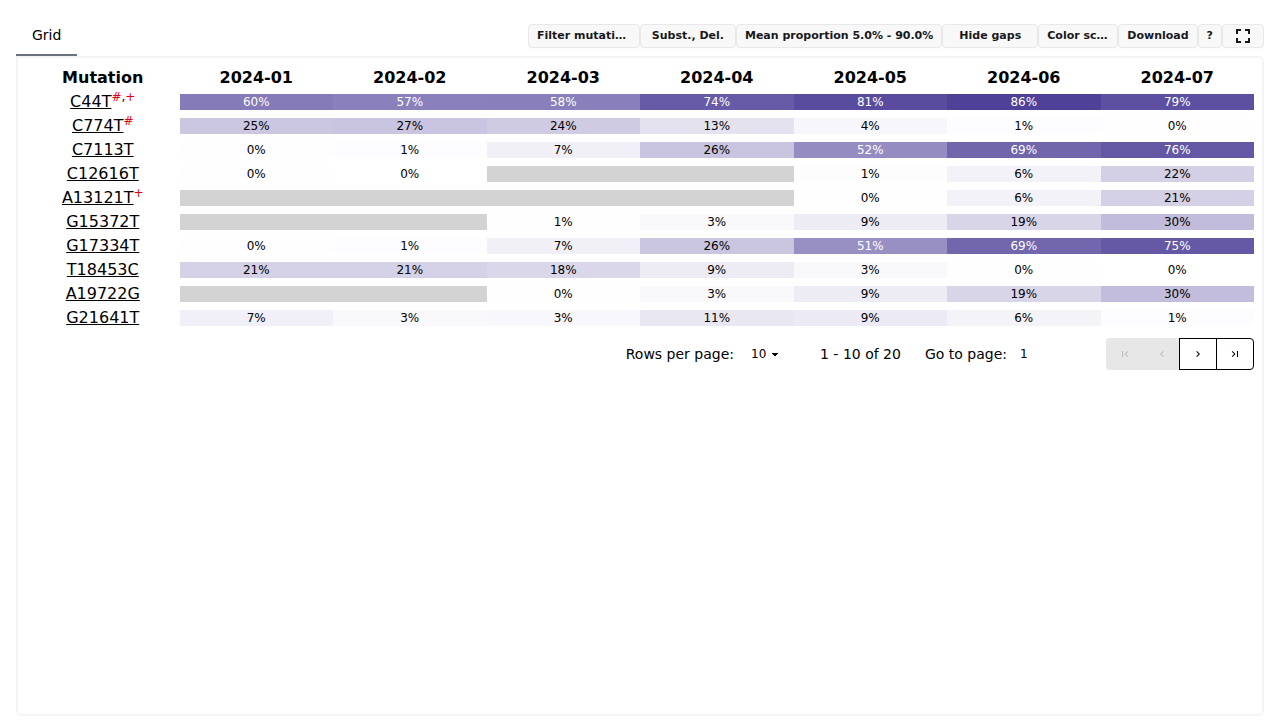 Grid Filter mutati... Subst., Del. Mean proportion 5.0% - 90.0% Hide gaps Color sc... Download ?
Mutation 2024-01 2024-02 2024-03 2024-04 2024-05 2024-06 2024-07
C44T#,+ 60% 57% 58% 74% 81% 86% 79%
C774T# 25% 27% 24% 13% 4% 1% 0%
C7113T 0% 1% 7% 26% 52% 69% 76%
C12616T 0% 0% 1% 6% 22%
A13121T+ 0% 6% 21%
G15372T 1% 3% 9% 19% 30%
G17334T 0% 1% 7% 26% 51% 69% 75%
T18453C 21% 21% 18% 9% 3% 0% 0%
A19722G 0% 3% 9% 19% 30%
G21641T 7% 3% 3% 11% 9% 6% 1%
Rows per page: 10 1 - 10 of 20 Go to page: 1